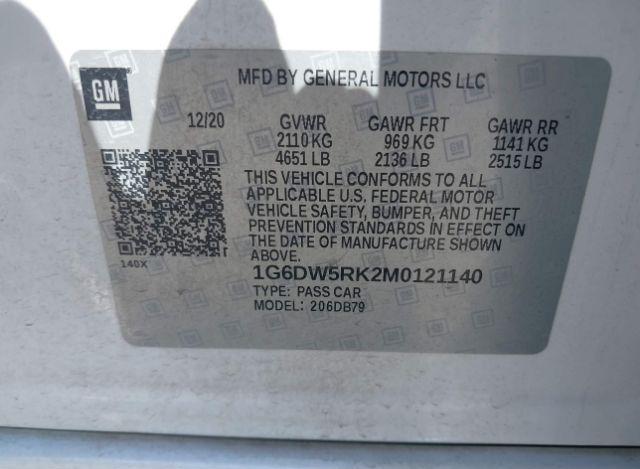 GM
MFD BY GENERAL MOTORS LLC
12/20 GVWR GAWR FRT GAWR RR
2110 KG 969 KG 1141 KG
4651 LB 2136 LB 2515 LB
THIS VEHICLE CONFORMS TO ALL
APPLICABLE U.S. FEDERAL MOTOR
VEHICLE SAFETY, BUMPER, AND THEFT
PREVENTION STANDARDS IN EFFECT ON
THE DATE OF MANUFACTURE SHOWN
ABOVE.
140X
1G6DW5RK2M0121140
TYPE: PASS CAR
MODEL: 206DB79